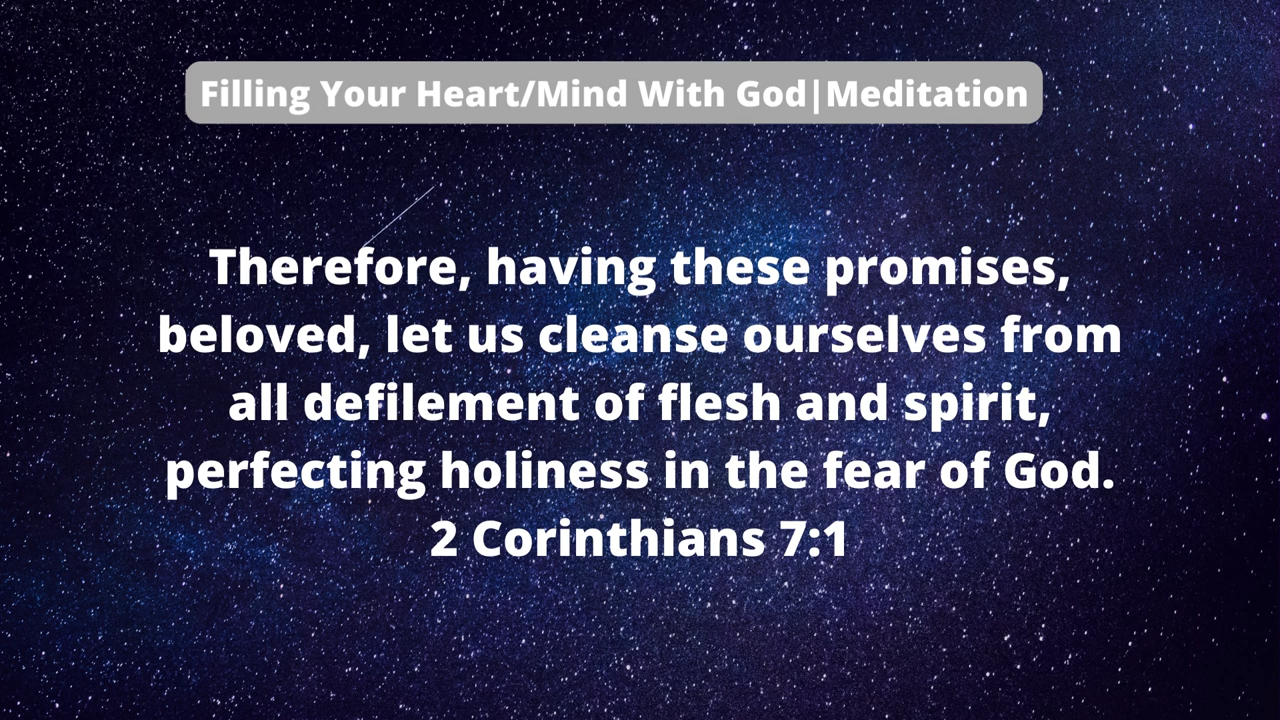 Filling Your Heart/Mind With God|Meditation
Therefore, having these promises,
beloved, let us cleanse ourselves from
all defilement of flesh and spirit,
perfecting holiness in the fear of God.
2 Corinthians 7:1